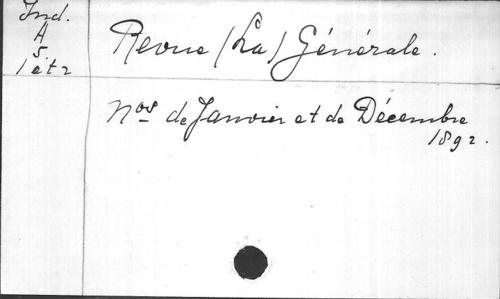 Ind.
A
5.
1 et 2
Revue (La) Générale.
Nos de Janvier et de Décembre
1892.